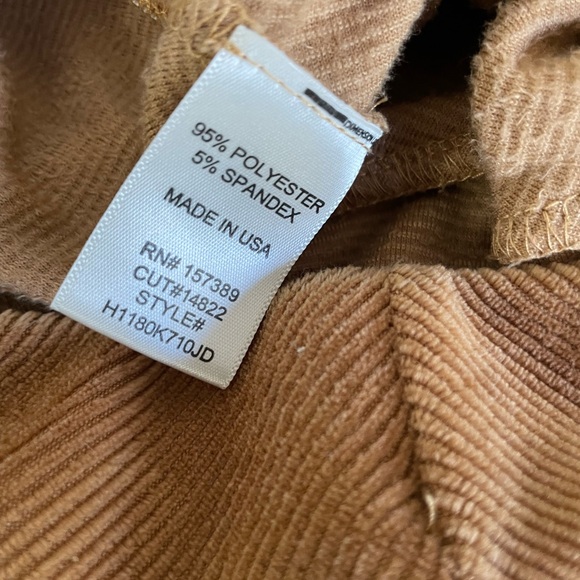 95% POLYESTER
5% SPANDEX
MADE IN USA
RN# 157389
CUT#14822
STYLE#
H1180K710JD